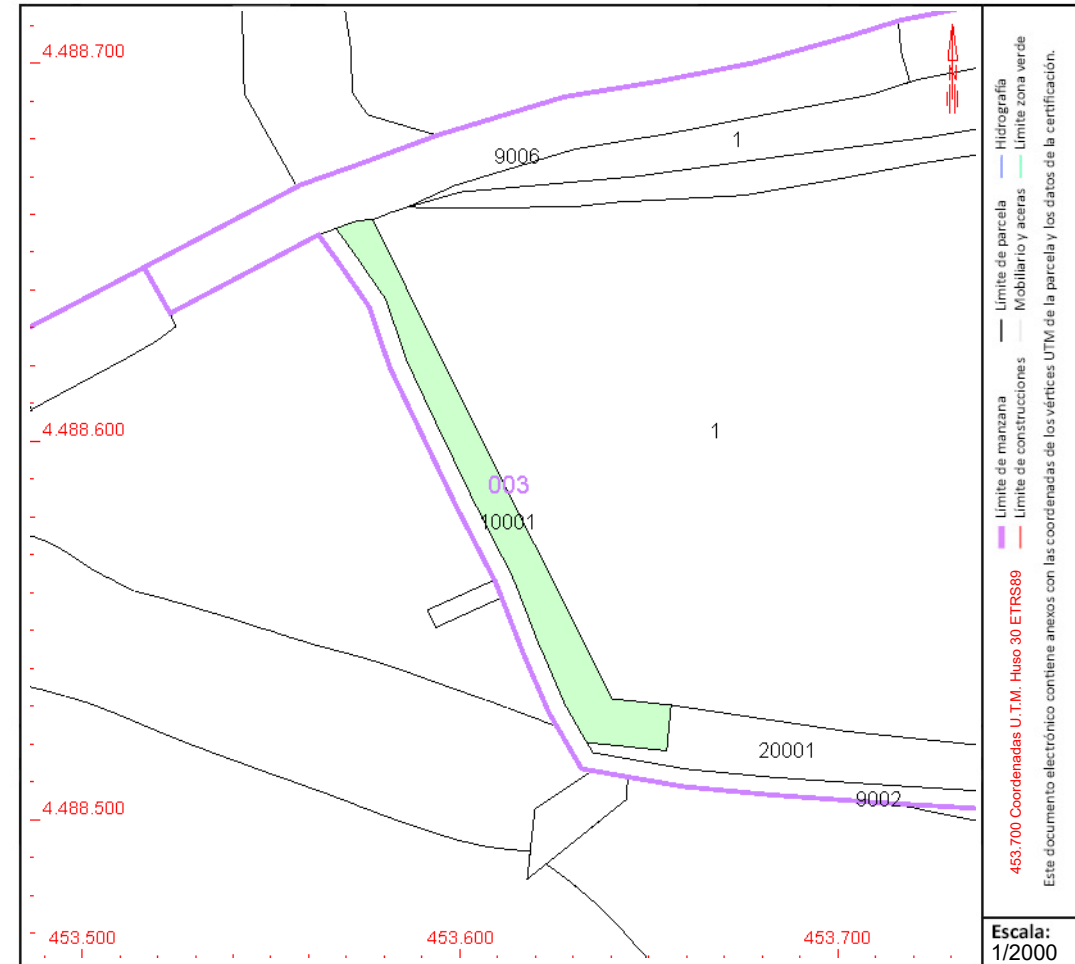 4.488.700
9006
1
4.488.600
1
003
10001
20001
9002
4.488.500
453.500
453.600
453.700
N
Hidrografía
Límite zona verde
Límite de parcela
Mobiliario y aceras
Límite de manzana
Límite de construcciones
453.700 Coordenadas U.T.M. Huso 30 ETRS89
Este documento electrónico contiene anexos con las coordenadas de los vértices UTM de la parcela y los datos de la certificación.
Escala:
1/2000